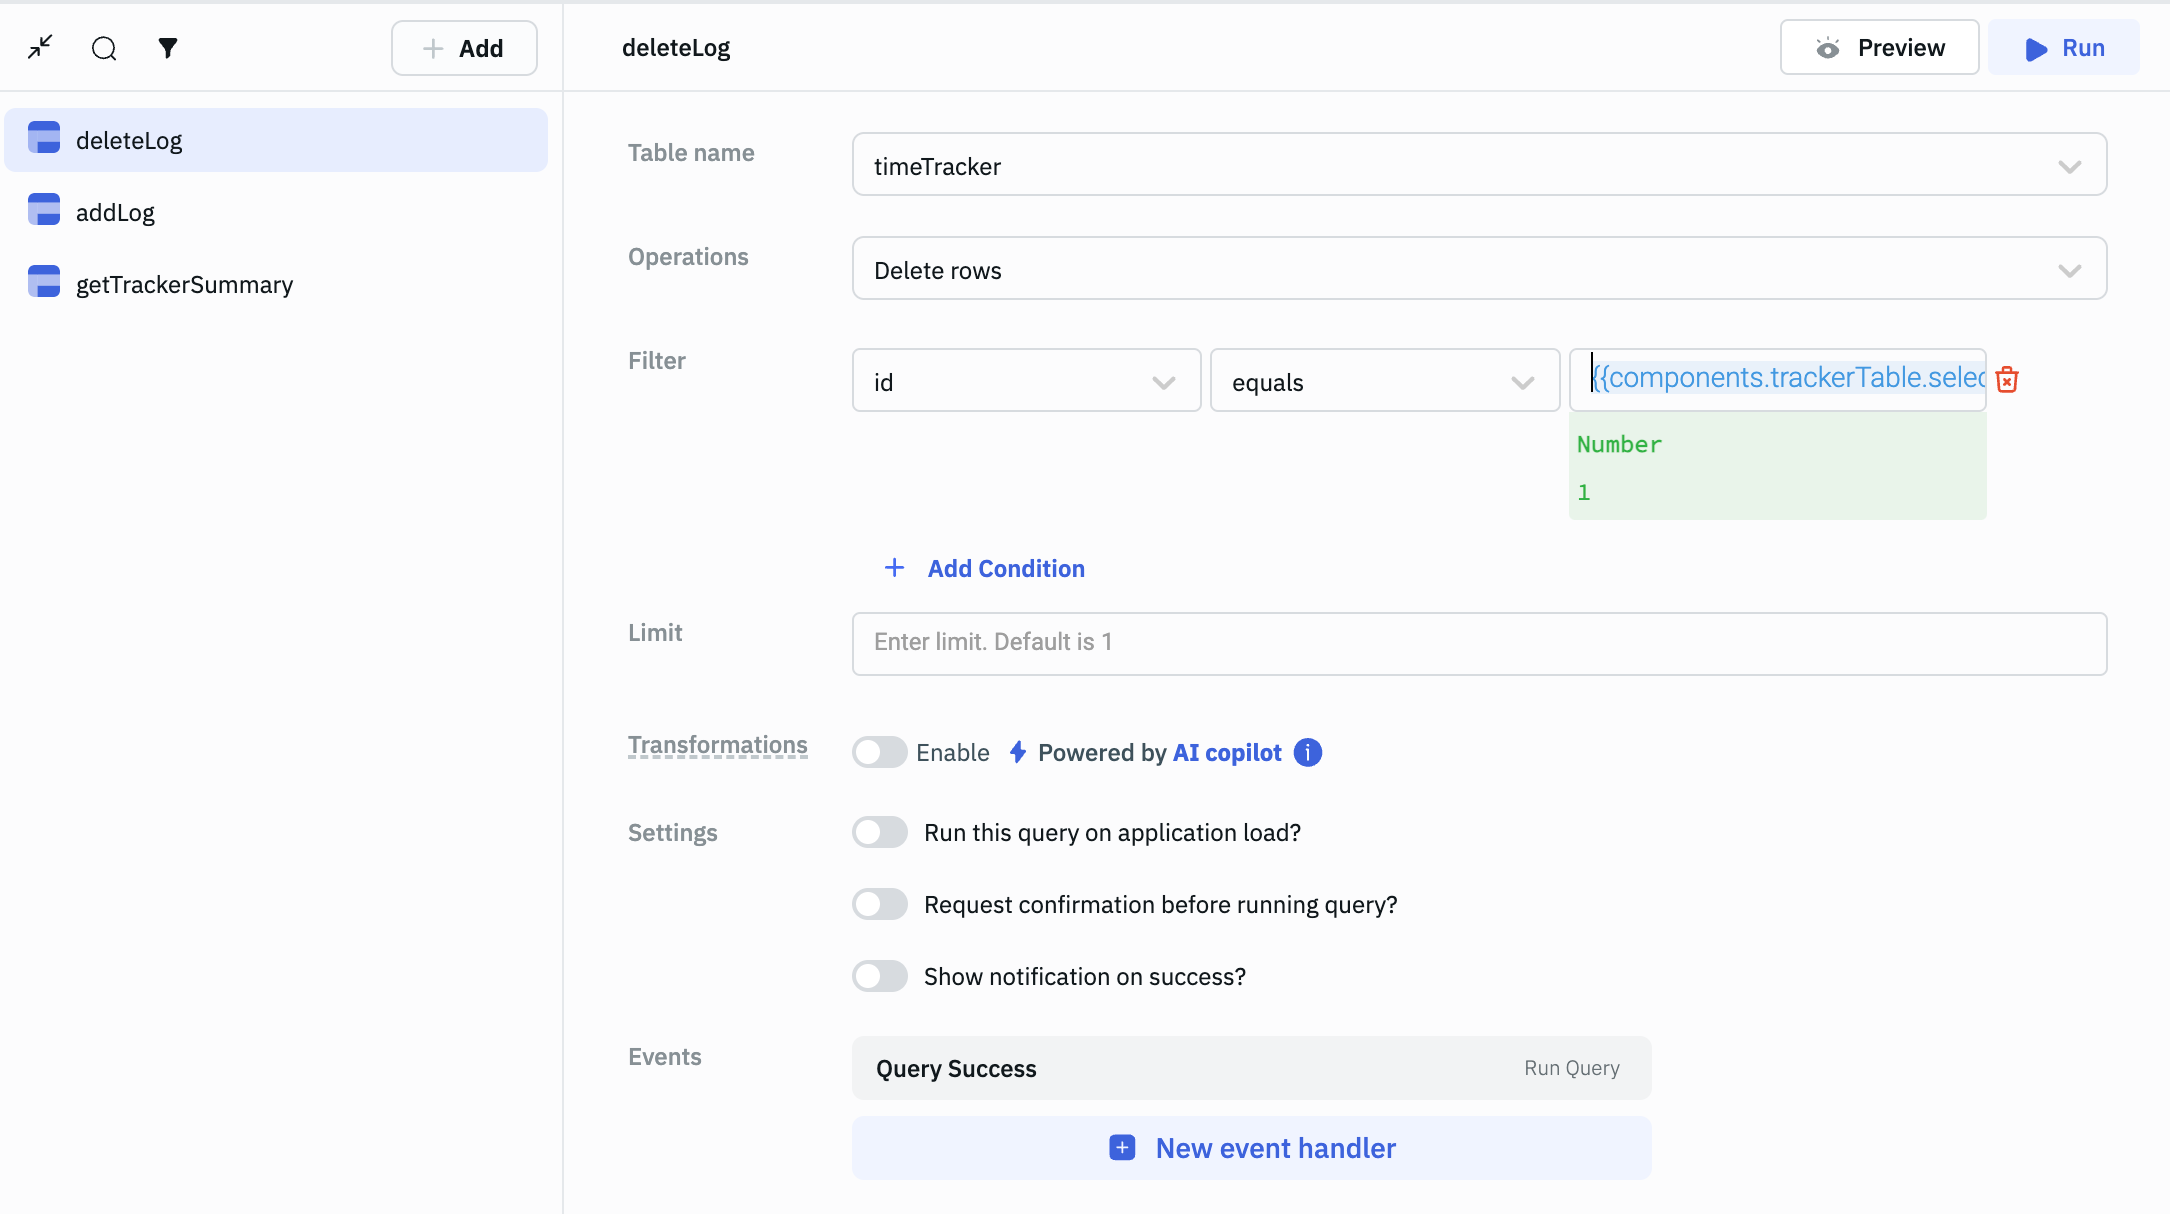 Add
deleteLog
Preview
Run
deleteLog
addLog
getTrackerSummary
Table name
timeTracker
Operations
Delete rows
Filter
id
equals
{{components.trackerTable.selec
Number
1
Add Condition
Limit
Enter limit. Default is 1
Transformations
Enable
Powered by AI copilot
Settings
Run this query on application load?
Request confirmation before running query?
Show notification on success?
Events
Query Success
Run Query
New event handler